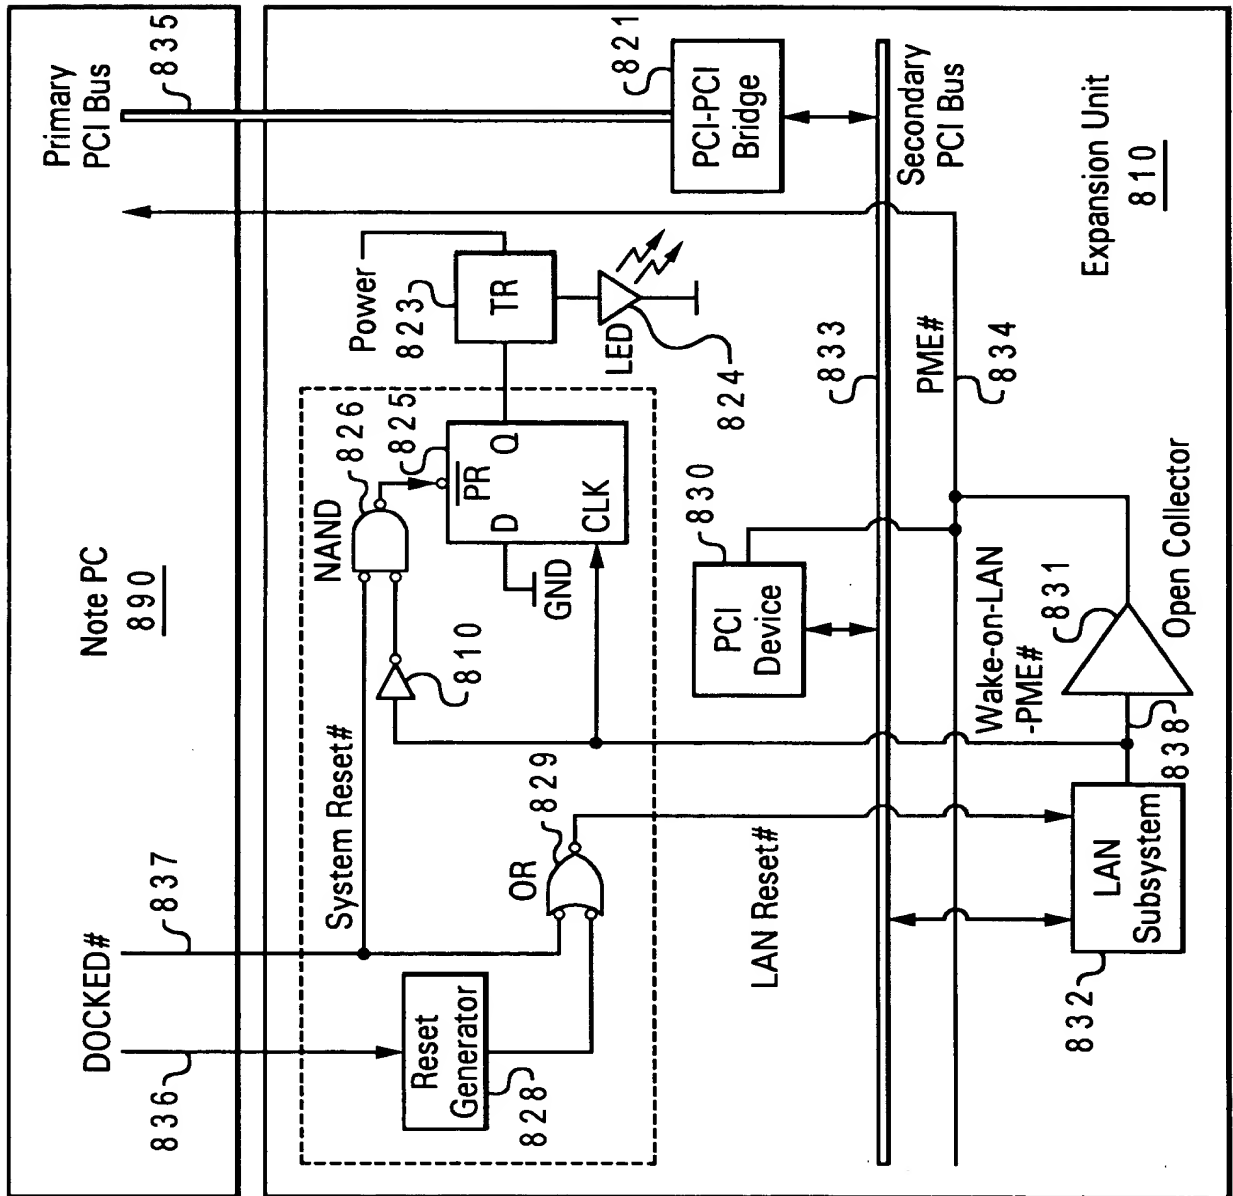 Note PC
890
DOCKED#
836
837
Primary
PCI Bus
835
System Reset#
NAND
826
825
Power
823
TR
LED
824
PR
D
Q
CLK
GND
810
OR
829
Reset
Generator
828
PCI-PCI
Bridge
821
PCI
Device
830
833
Secondary
PCI Bus
PME#
834
LAN Reset#
Wake-on-LAN
-PME#
831
Open Collector
838
LAN
Subsystem
832
Expansion Unit
810